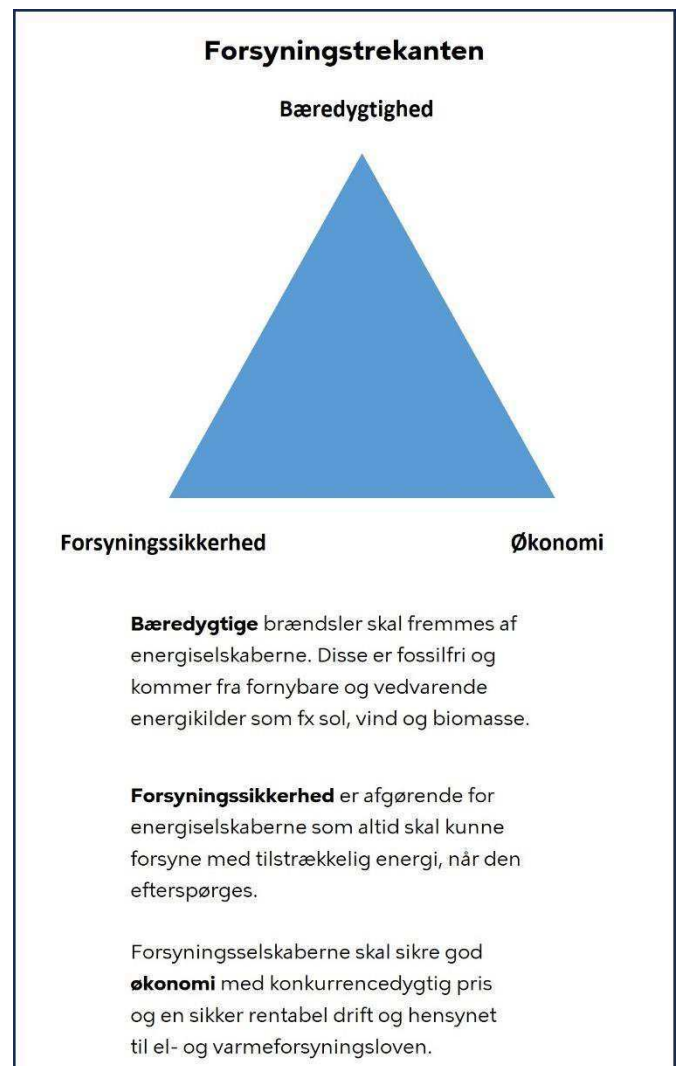 Forsyningstrekanten
Bæredygtighed
Forsyningssikkerhed
Økonomi
Bæredygtige brændsler skal fremmes af
energiselskaberne. Disse er fossilfri og
kommer fra fornybare og vedvarende
energikilder som fx sol, vind og biomasse.
Forsyningssikkerhed er afgørende for
energiselskaberne som altid skal kunne
forsyne med tilstrækkelig energi, når den
efterspørges.
Forsyningsselskaberne skal sikre god
økonomi med konkurrencedygtig pris
og en sikker rentabel drift og hensynet
til el- og varmeforsyningsloven.